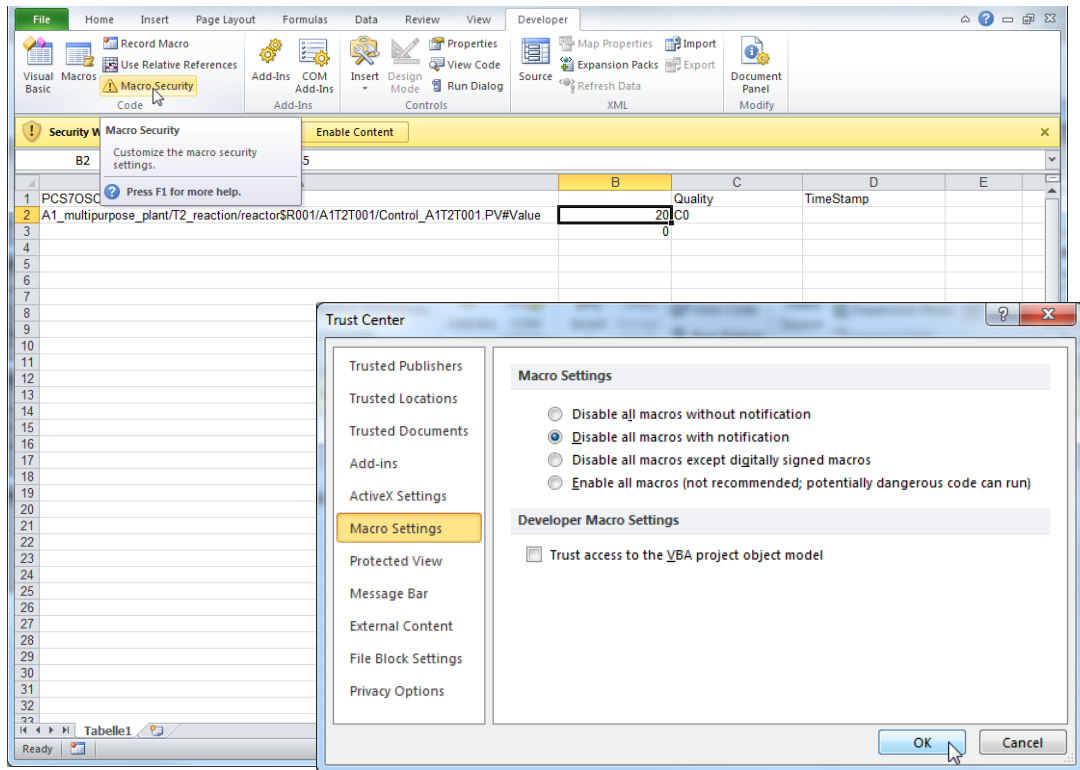 File Home Insert Page Layout Formulas Data Review View Developer
Record Macro
Use Relative References
Macro Security
Visual Basic
Macros
Code
Add-Ins
COM Add-Ins
Add-Ins
Insert
Design Mode
Properties
View Code
Run Dialog
Controls
Source
Map Properties
Expansion Packs
Refresh Data
Import
Export
XML
Document Panel
Modify
Security W
Enable Content
Macro Security
Customize the macro security
settings.
Press F1 for more help.
B2 5
B C D E
1 PCS7OSC Quality TimeStamp
2 A1_multipurpose_plant/T2_reaction/reactor$R001/A1T2T001/Control_A1T2T001.PV#Value 20 C0
3 0
4
5
6
7
8
9
10
11
12
13
14
15
16
17
18
19
20
21
22
23
24
25
26
27
28
29
30
31
32
33
Tabelle1
Ready
Trust Center
Trusted Publishers
Trusted Locations
Trusted Documents
Add-ins
ActiveX Settings
Macro Settings
Protected View
Message Bar
External Content
File Block Settings
Privacy Options
Macro Settings
Disable all macros without notification
Disable all macros with notification
Disable all macros except digitally signed macros
Enable all macros (not recommended; potentially dangerous code can run)
Developer Macro Settings
Trust access to the VBA project object model
OK Cancel